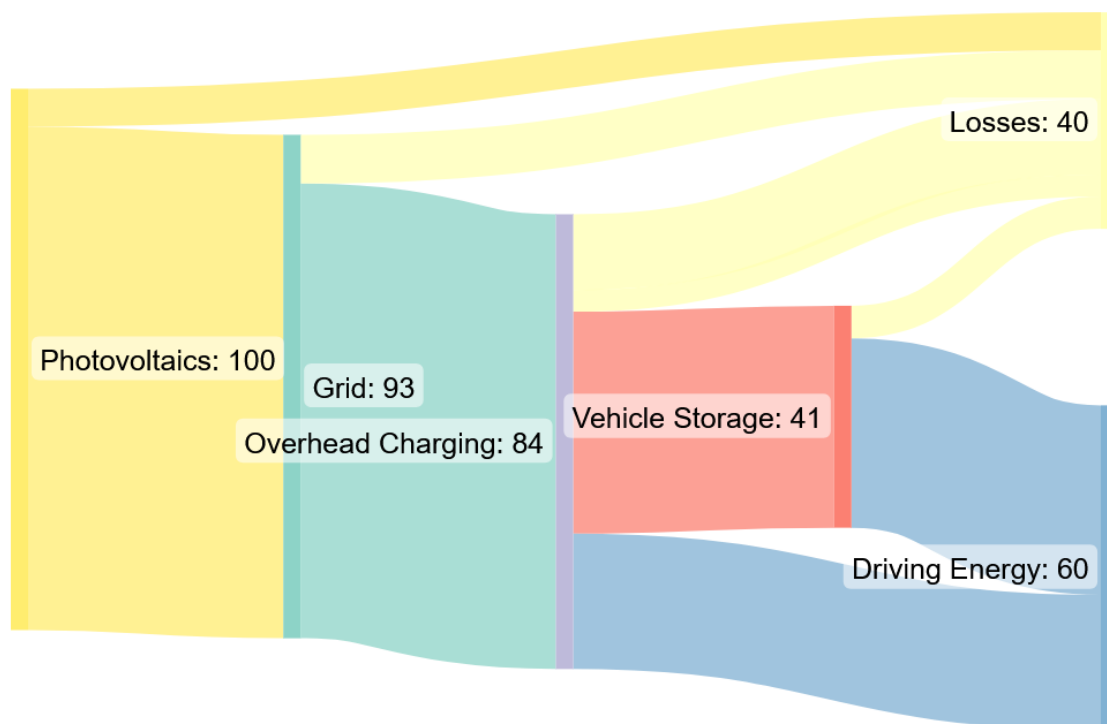 Losses: 40
Photovoltaics: 100
Grid: 93
Overhead Charging: 84
Vehicle Storage: 41
Driving Energy: 60